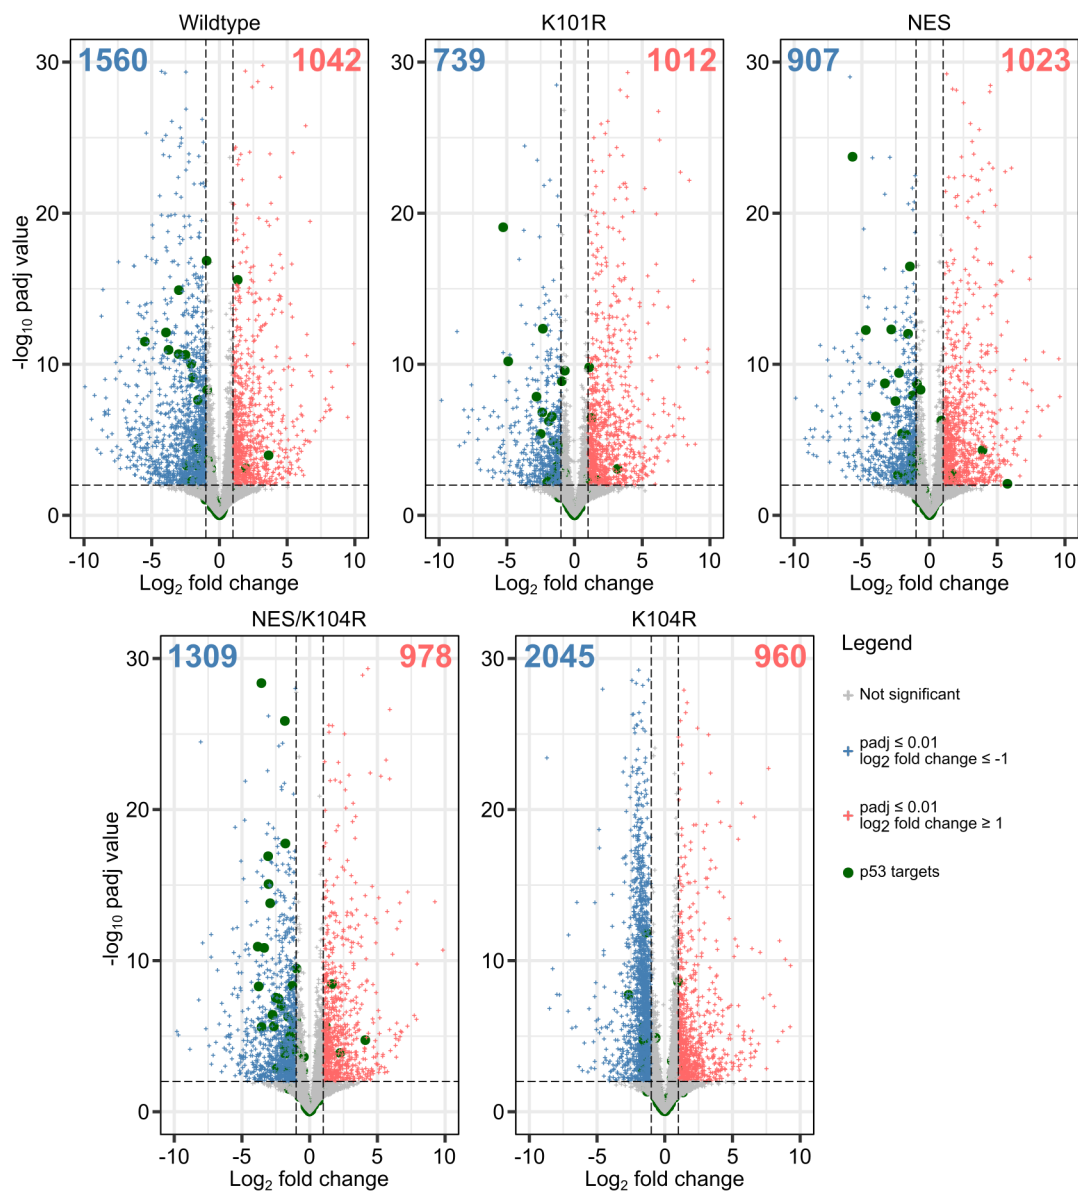 Wildtype
K101R
NES
1560
1042
739
1012
907
1023
-log10 padj value
30
20
10
0
-10
-5
0
5
10
-10
-5
0
5
10
-10
-5
0
5
10
30
20
10
0
30
20
10
0
Log2 fold change
Log2 fold change
Log2 fold change
NES/K104R
K104R
1309
978
2045
960
-log10 padj value
30
20
10
0
30
20
10
0
-10
-5
0
5
10
-10
-5
0
5
10
Log2 fold change
Log2 fold change
Legend
Not significant
padj ≤ 0.01
log2 fold change ≤ -1
padj ≤ 0.01
log2 fold change ≥ 1
p53 targets